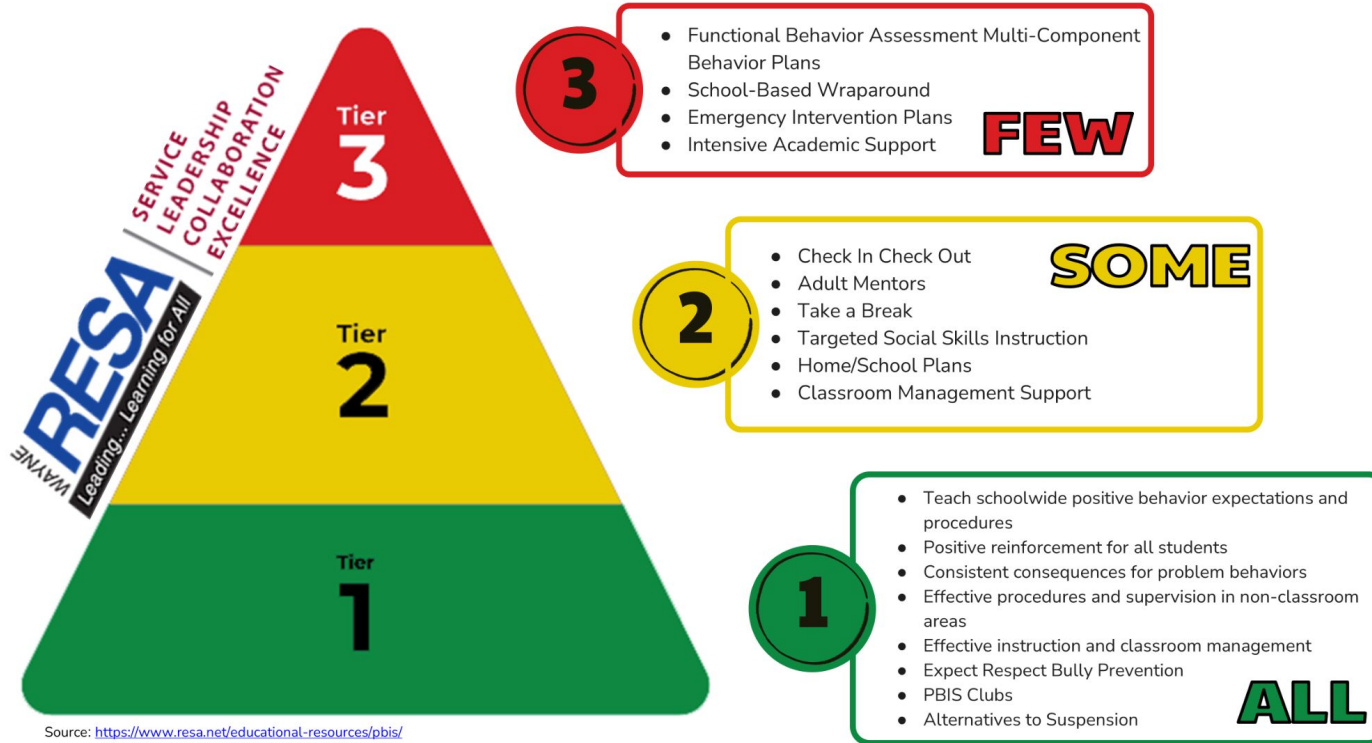 SERVICE
LEADERSHIP
COLLABORATION
EXCELLENCE
WAYNE
RESA
Leading... Learning for All
Tier
3
Tier
2
Tier
1
3
● Functional Behavior Assessment Multi-Component
Behavior Plans
● School-Based Wraparound
● Emergency Intervention Plans
● Intensive Academic Support
FEW
2
● Check In Check Out
● Adult Mentors
● Take a Break
● Targeted Social Skills Instruction
● Home/School Plans
● Classroom Management Support
SOME
1
● Teach schoolwide positive behavior expectations and
procedures
● Positive reinforcement for all students
● Consistent consequences for problem behaviors
● Effective procedures and supervision in non-classroom
areas
● Effective instruction and classroom management
● Expect Respect Bully Prevention
● PBIS Clubs
● Alternatives to Suspension
ALL
Source: https://www.resa.net/educational-resources/pbis/